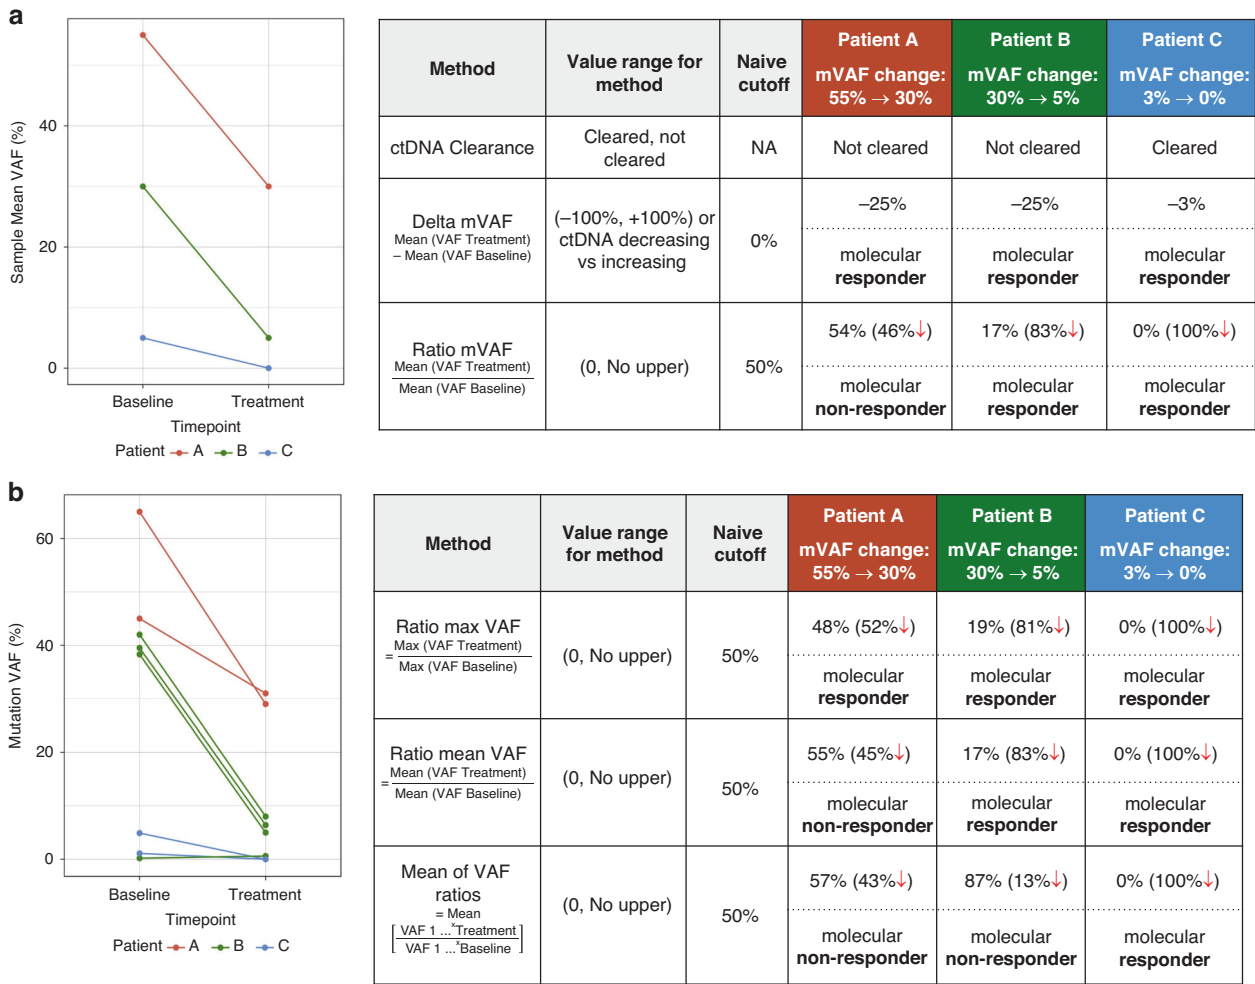 a
Sample Mean VAF (%)
40
20
0
Baseline
Treatment
Timepoint
Patient A B C
Method
Value range for
method
Naive
cutoff
Patient A
mVAF change:
55% → 30%
Patient B
mVAF change:
30% → 5%
Patient C
mVAF change:
3% → 0%
ctDNA Clearance
Cleared, not
cleared
NA
Not cleared
Not cleared
Cleared
Delta mVAF
Mean (VAF Treatment)
– Mean (VAF Baseline)
(–100%, +100%) or
ctDNA decreasing
vs increasing
0%
–25%
molecular
responder
–25%
molecular
responder
–3%
molecular
responder
Ratio mVAF
Mean (VAF Treatment)
Mean (VAF Baseline)
(0, No upper)
50%
54% (46%↓)
molecular
non-responder
17% (83%↓)
molecular
responder
0% (100%↓)
molecular
responder
b
Mutation VAF (%)
60
40
20
0
Baseline
Treatment
Timepoint
Patient A B C
Method
Value range
for method
Naive
cutoff
Patient A
mVAF change:
55% → 30%
Patient B
mVAF change:
30% → 5%
Patient C
mVAF change:
3% → 0%
Ratio max VAF
= Max (VAF Treatment)
Max (VAF Baseline)
(0, No upper)
50%
48% (52%↓)
molecular
responder
19% (81%↓)
molecular
responder
0% (100%↓)
molecular
responder
Ratio mean VAF
= Mean (VAF Treatment)
Mean (VAF Baseline)
(0, No upper)
50%
55% (45%↓)
molecular
non-responder
17% (83%↓)
molecular
responder
0% (100%↓)
molecular
responder
Mean of VAF
ratios
= Mean
[VAF 1 ...x Treatment
VAF 1 ...x Baseline]
(0, No upper)
50%
57% (43%↓)
molecular
non-responder
87% (13%↓)
molecular
non-responder
0% (100%↓)
molecular
responder